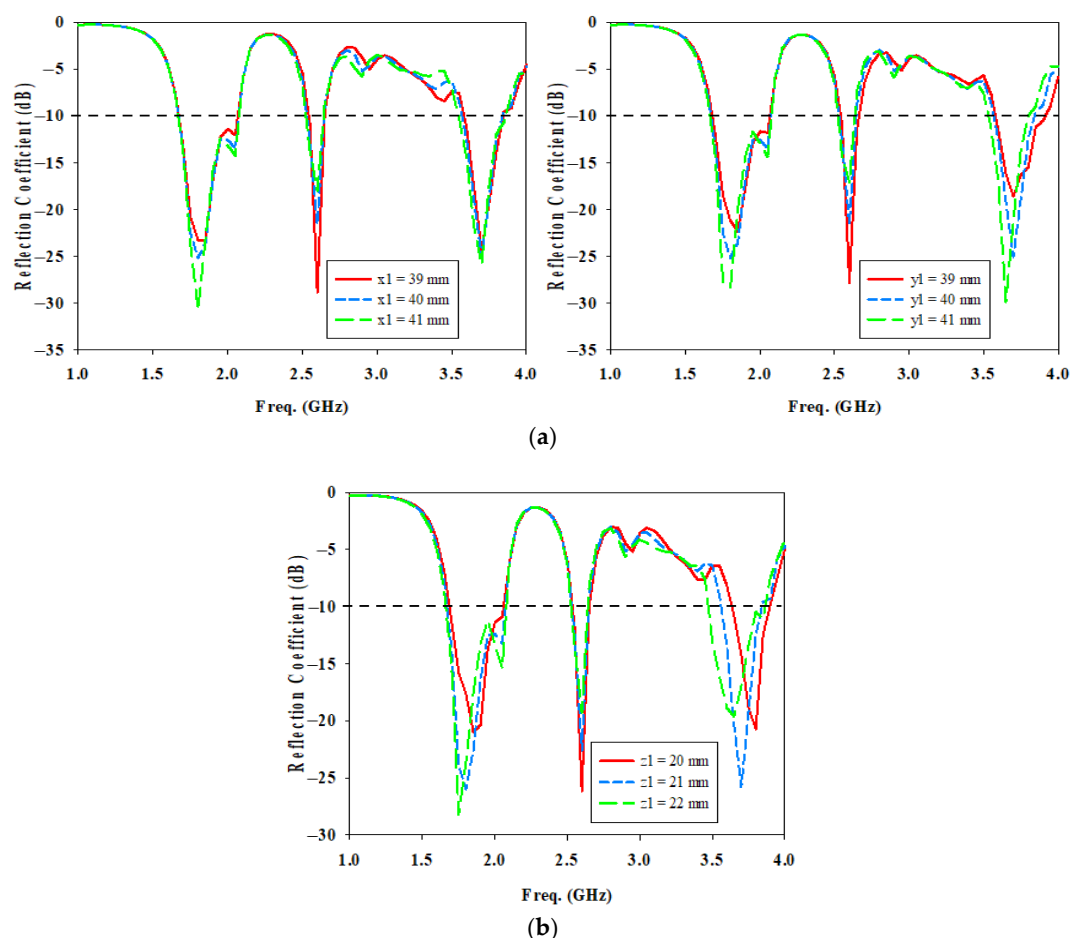 0
−5
−10
−15
−20
−25
−30
−35
Reflection Coefficient (dB)
x1 = 39 mm
x1 = 40 mm
x1 = 41 mm
1.0 1.5 2.0 2.5 3.0 3.5 4.0
Freq. (GHz)
0
−5
−10
−15
−20
−25
−30
−35
Reflection Coefficient (dB)
y1 = 39 mm
y1 = 40 mm
y1 = 41 mm
1.0 1.5 2.0 2.5 3.0 3.5 4.0
Freq. (GHz)
(a)
0
−5
−10
−15
−20
−25
−30
Reflection Coefficient (dB)
z1 = 20 mm
z1 = 21 mm
z1 = 22 mm
1.0 1.5 2.0 2.5 3.0 3.5 4.0
Freq. (GHz)
(b)